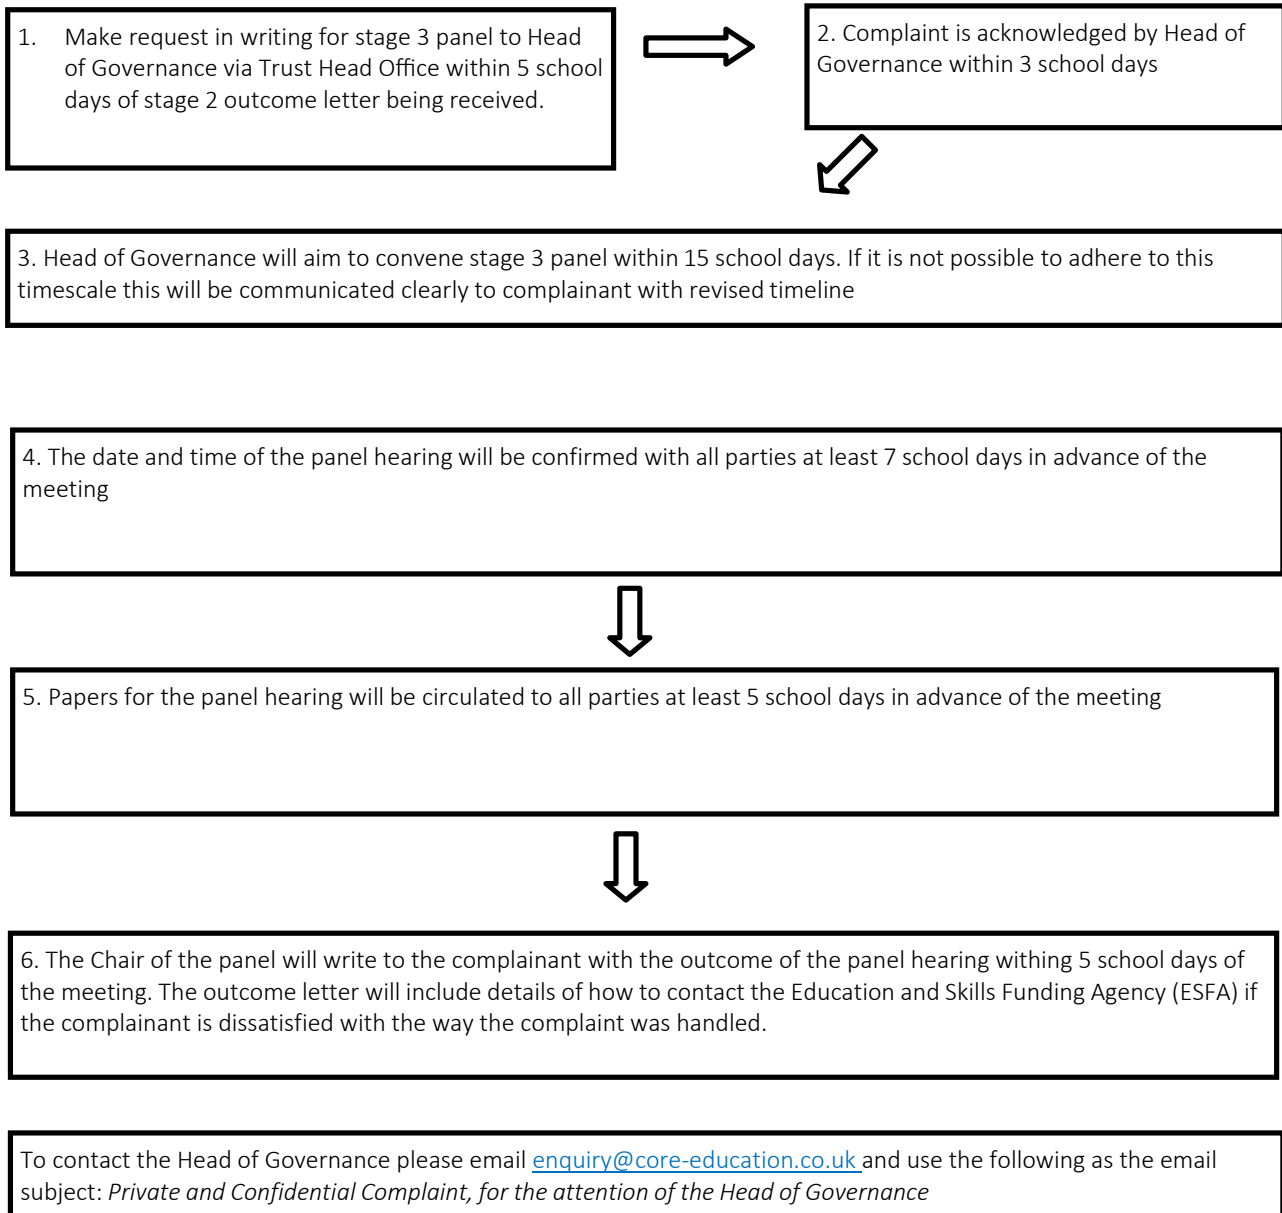 1. Make request in writing for stage 3 panel to Head
of Governance via Trust Head Office within 5 school
days of stage 2 outcome letter being received.
2. Complaint is acknowledged by Head of
Governance within 3 school days
3. Head of Governance will aim to convene stage 3 panel within 15 school days. If it is not possible to adhere to this
timescale this will be communicated clearly to complainant with revised timeline
4. The date and time of the panel hearing will be confirmed with all parties at least 7 school days in advance of the
meeting
5. Papers for the panel hearing will be circulated to all parties at least 5 school days in advance of the meeting
6. The Chair of the panel will write to the complainant with the outcome of the panel hearing withing 5 school days of
the meeting. The outcome letter will include details of how to contact the Education and Skills Funding Agency (ESFA) if
the complainant is dissatisfied with the way the complaint was handled.
To contact the Head of Governance please email enquiry@core-education.co.uk and use the following as the email
subject: Private and Confidential Complaint, for the attention of the Head of Governance